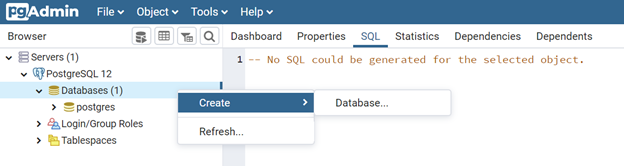 pgAdmin File Object Tools Help
Browser Dashboard Properties SQL Statistics Dependencies Dependents
Servers (1) 1 -- No SQL could be generated for the selected object.
PostgreSQL 12
Databases (1)
Create Database...
postgres
Login/Group Roles
Refresh...
Tablespaces